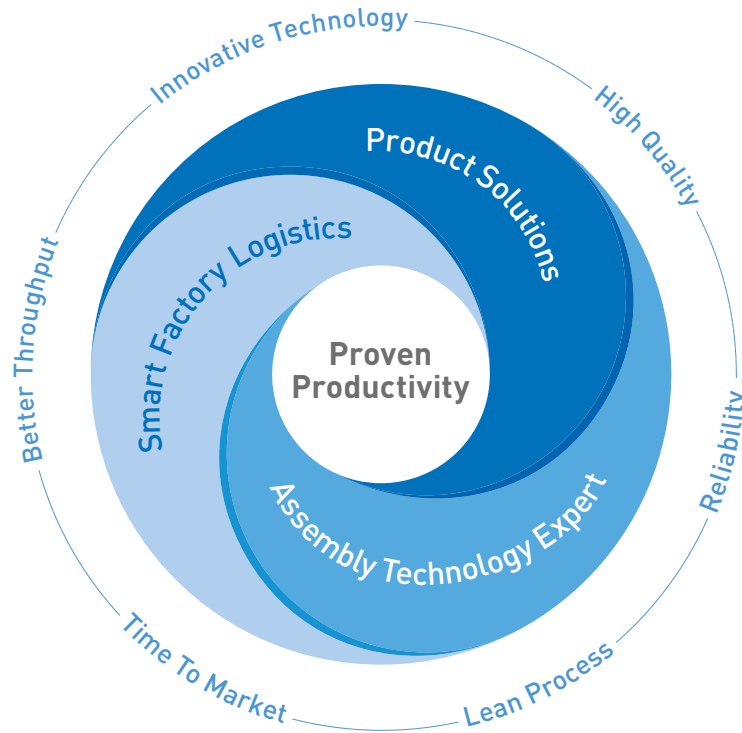 Innovative Technology
High Quality
Reliability
Lean Process
Time To Market
Better Throughput
Product Solutions
Smart Factory Logistics
Assembly Technology Expert
Proven
Productivity